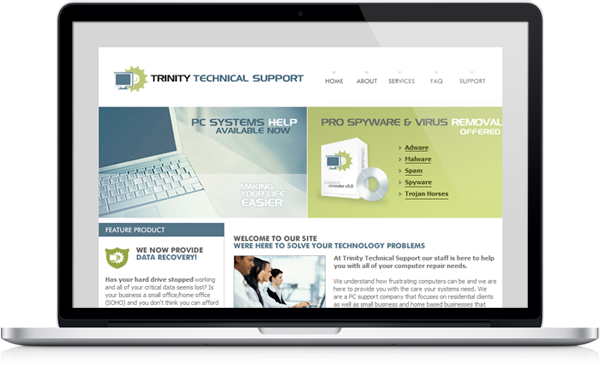 TRINITY TECHNICAL SUPPORT
HOME
ABOUT
SERVICES
FAQ
SUPPORT
PC SYSTEMS HELP
AVAILABLE NOW
MAKING
YOUR LIFE
EASIER
PRO SPYWARE & VIRUS REMOVAL
OFFERED
Adware
Malware
Spam
Spyware
Trojan Horses
FEATURE PRODUCT
WE NOW PROVIDE
DATA RECOVERY!
Has your hard drive stopped working
and all of your critical data seems lost? Is
your business a small office/home office
(SOHO) and you don't think you can afford
WELCOME TO OUR SITE
WERE HERE TO SOLVE YOUR TECHNOLOGY PROBLEMS
At Trinity Technical Support our staff is here to help
you with all of your computer repair needs.
We understand how frustrating computers can be and we are
here to provide you with the care your systems need. We
are a PC support company that focuses on residential clients
as well as small business and home based businesses that